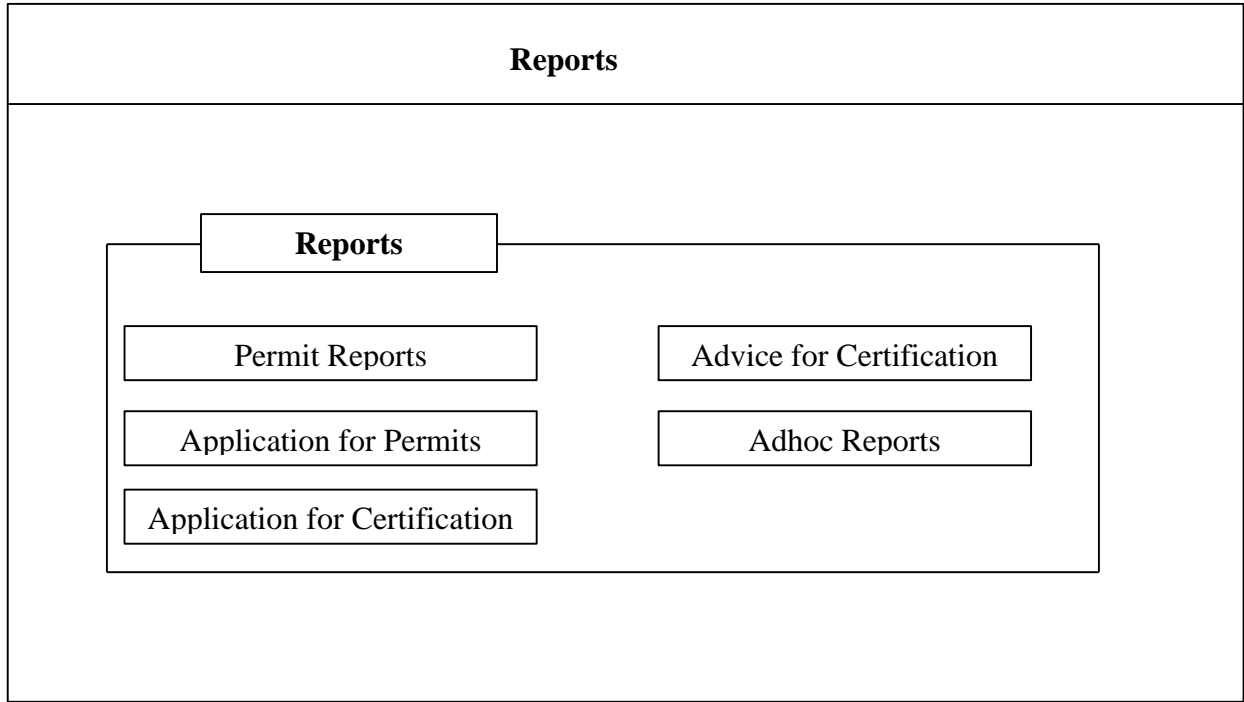 Reports
Reports
Permit Reports
Application for Permits
Application for Certification
Advice for Certification
Adhoc Reports